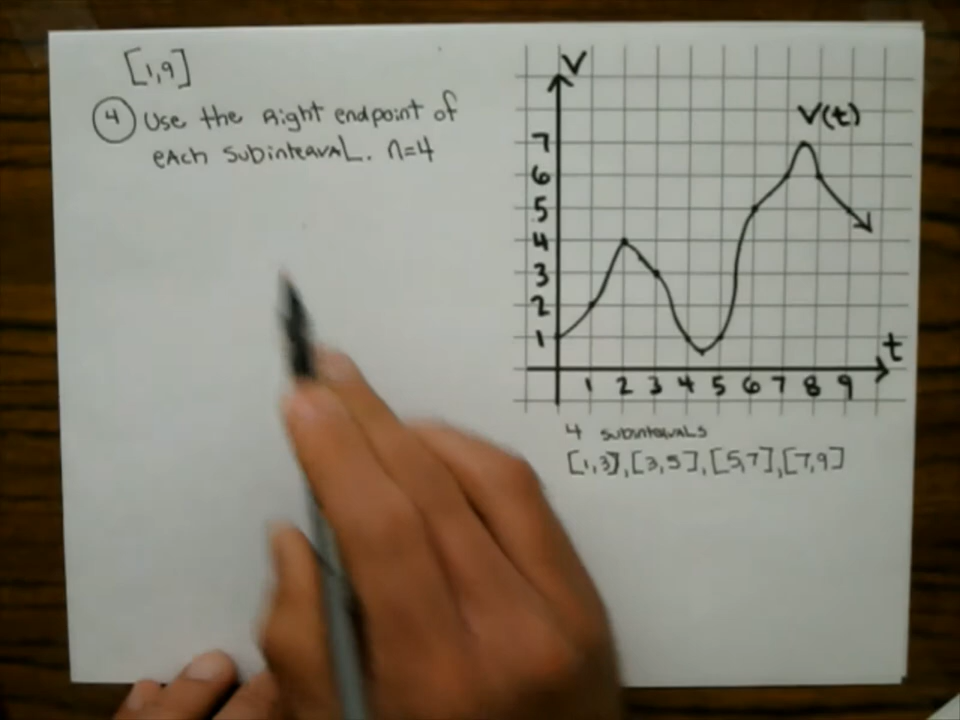 [1,9]
4 Use the Right endpoint of
each subinterval. n=4
V
V(t)
7
6
5
4
3
2
1
t
1 2 3 4 5 6 7 8 9
4 subintervals
[1,3],[3,5],[5,7],[7,9]